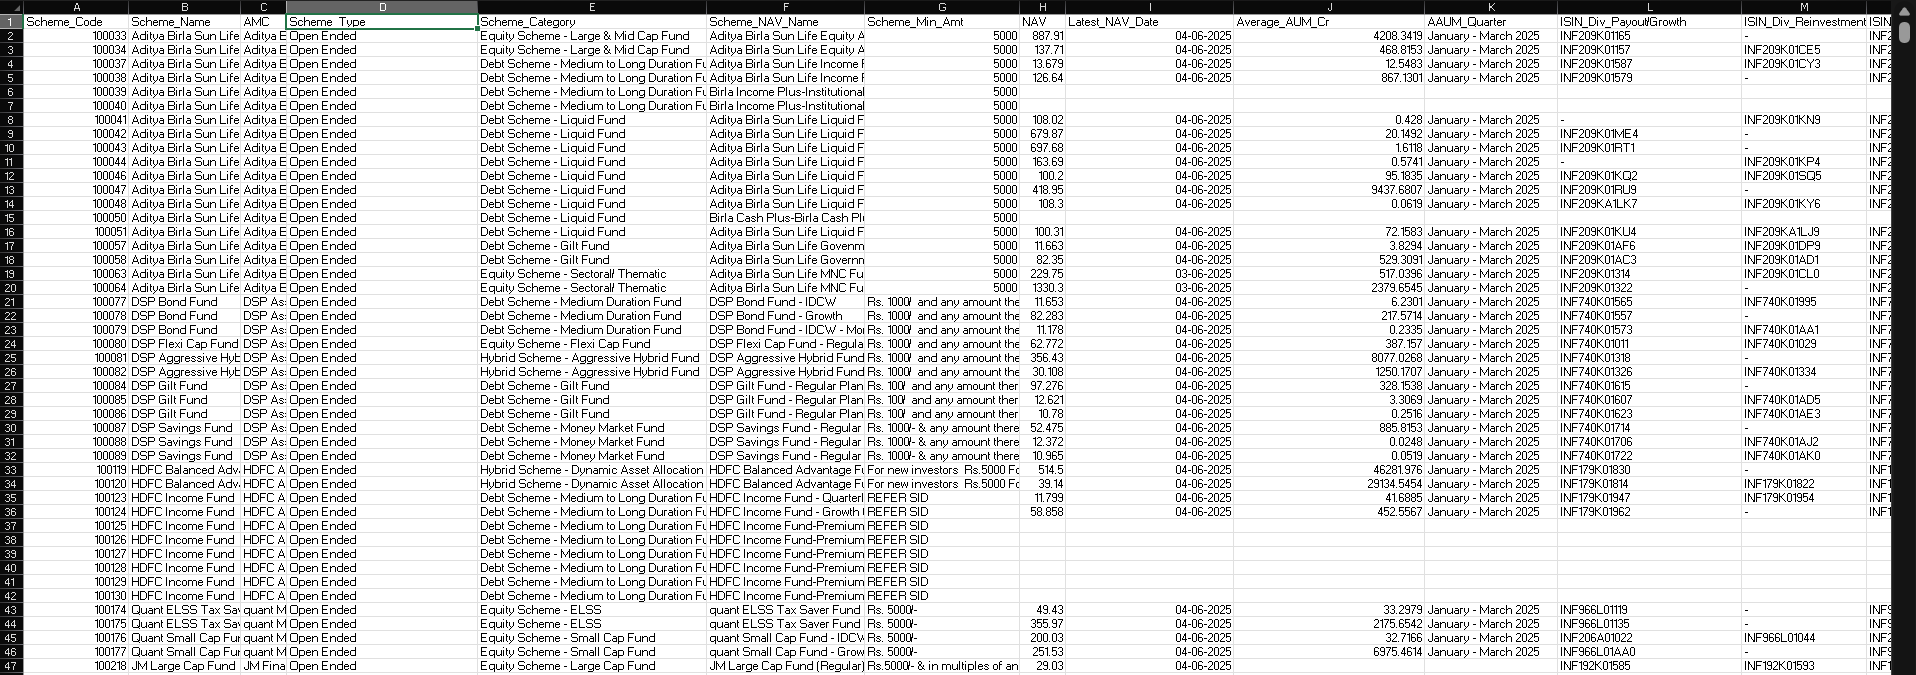 A B C D E F G H I J K L M
1 Scheme_Code Scheme_Name AMC Scheme_Type Scheme_Category Scheme_NAV_Name Scheme_Min_Amt NAV Latest_NAV_Date Average_AUM_Cr AAUM_Quarter ISIN_Div_Payout/Growth ISIN_Div_Reinvestment ISIN_
2 100033 Aditya Birla Sun Life Aditya E Open Ended Equity Scheme - Large & Mid Cap Fund Aditya Birla Sun Life Equity A 5000 887.91 04-06-2025 4208.3419 January - March 2025 INF209K01165 - INF2
3 100034 Aditya Birla Sun Life Aditya E Open Ended Equity Scheme - Large & Mid Cap Fund Aditya Birla Sun Life Equity A 5000 137.71 04-06-2025 468.8153 January - March 2025 INF209K01157 INF209K01CE5 INF2
4 100037 Aditya Birla Sun Life Aditya E Open Ended Debt Scheme - Medium to Long Duration Fu Aditya Birla Sun Life Income F 5000 13.679 04-06-2025 12.5483 January - March 2025 INF209K01587 INF209K01CY3 INF2
5 100038 Aditya Birla Sun Life Aditya E Open Ended Debt Scheme - Medium to Long Duration Fu Aditya Birla Sun Life Income F 5000 126.64 04-06-2025 867.1301 January - March 2025 INF209K01579 - INF2
6 100039 Aditya Birla Sun Life Aditya E Open Ended Debt Scheme - Medium to Long Duration Fu Birla Income Plus-Institutional 5000 INF2
7 100040 Aditya Birla Sun Life Aditya E Open Ended Debt Scheme - Medium to Long Duration Fu Birla Income Plus-Institutional 5000 INF2
8 100041 Aditya Birla Sun Life Aditya E Open Ended Debt Scheme - Liquid Fund Aditya Birla Sun Life Liquid F 5000 108.02 04-06-2025 0.428 January - March 2025 - INF209K01KN9 INF2
9 100042 Aditya Birla Sun Life Aditya E Open Ended Debt Scheme - Liquid Fund Aditya Birla Sun Life Liquid F 5000 679.87 04-06-2025 20.1492 January - March 2025 INF209K01ME4 - INF2
10 100043 Aditya Birla Sun Life Aditya E Open Ended Debt Scheme - Liquid Fund Aditya Birla Sun Life Liquid F 5000 697.68 04-06-2025 1.6118 January - March 2025 INF209K01RT1 - INF2
11 100044 Aditya Birla Sun Life Aditya E Open Ended Debt Scheme - Liquid Fund Aditya Birla Sun Life Liquid F 5000 163.69 04-06-2025 0.5741 January - March 2025 - INF209K01KP4 INF2
12 100046 Aditya Birla Sun Life Aditya E Open Ended Debt Scheme - Liquid Fund Aditya Birla Sun Life Liquid F 5000 100.2 04-06-2025 95.1835 January - March 2025 INF209K01KQ2 INF209K01SQ5 INF2
13 100047 Aditya Birla Sun Life Aditya E Open Ended Debt Scheme - Liquid Fund Aditya Birla Sun Life Liquid F 5000 418.95 04-06-2025 9437.6807 January - March 2025 INF209K01RU9 - INF2
14 100048 Aditya Birla Sun Life Aditya E Open Ended Debt Scheme - Liquid Fund Aditya Birla Sun Life Liquid F 5000 108.3 04-06-2025 0.0619 January - March 2025 INF209KA1LK7 INF209K01KY6 INF2
15 100050 Aditya Birla Sun Life Aditya E Open Ended Debt Scheme - Liquid Fund Birla Cash Plus-Birla Cash Pl 5000 INF2
16 100051 Aditya Birla Sun Life Aditya E Open Ended Debt Scheme - Liquid Fund Aditya Birla Sun Life Liquid F 5000 100.31 04-06-2025 72.1583 January - March 2025 INF209K01KU4 INF209KA1LJ9 INF2
17 100057 Aditya Birla Sun Life Aditya E Open Ended Debt Scheme - Gilt Fund Aditya Birla Sun Life Governm 5000 11.663 04-06-2025 3.8294 January - March 2025 INF209K01AF6 INF209K01DP9 INF2
18 100058 Aditya Birla Sun Life Aditya E Open Ended Debt Scheme - Gilt Fund Aditya Birla Sun Life Governm 5000 82.35 04-06-2025 529.3091 January - March 2025 INF209K01AC3 INF209K01AD1 INF2
19 100063 Aditya Birla Sun Life Aditya E Open Ended Equity Scheme - Sectoral/ Thematic Aditya Birla Sun Life MNC Fu 5000 229.75 03-06-2025 517.0396 January - March 2025 INF209K01314 INF209K01CL0 INF2
20 100064 Aditya Birla Sun Life Aditya E Open Ended Equity Scheme - Sectoral/ Thematic Aditya Birla Sun Life MNC Fu 5000 1330.3 03-06-2025 2379.6545 January - March 2025 INF209K01322 - INF2
21 100077 DSP Bond Fund DSP As Open Ended Debt Scheme - Medium Duration Fund DSP Bond Fund - IDCW Rs. 1000/- and any amount the 11.653 04-06-2025 6.2301 January - March 2025 INF740K01565 INF740K01995 INF7
22 100078 DSP Bond Fund DSP As Open Ended Debt Scheme - Medium Duration Fund DSP Bond Fund - Growth Rs. 1000/- and any amount the 82.283 04-06-2025 217.5714 January - March 2025 INF740K01557 - INF7
23 100079 DSP Bond Fund DSP As Open Ended Debt Scheme - Medium Duration Fund DSP Bond Fund - IDCW - Mo Rs. 1000/- and any amount the 11.178 04-06-2025 0.2335 January - March 2025 INF740K01573 INF740K01AA1 INF7
24 100080 DSP Flexi Cap Fund DSP As Open Ended Equity Scheme - Flexi Cap Fund DSP Flexi Cap Fund - Regula Rs. 1000/- and any amount the 62.772 04-06-2025 387.157 January - March 2025 INF740K01011 INF740K01029 INF7
25 100081 DSP Aggressive Hyb DSP As Open Ended Hybrid Scheme - Aggressive Hybrid Fund DSP Aggressive Hybrid Fund Rs. 1000/- and any amount the 356.43 04-06-2025 8077.0268 January - March 2025 INF740K01318 - INF7
26 100082 DSP Aggressive Hyb DSP As Open Ended Hybrid Scheme - Aggressive Hybrid Fund DSP Aggressive Hybrid Fund Rs. 1000/- and any amount the 30.108 04-06-2025 1250.1707 January - March 2025 INF740K01326 INF740K01334 INF7
27 100084 DSP Gilt Fund DSP As Open Ended Debt Scheme - Gilt Fund DSP Gilt Fund - Regular Plan Rs. 100/- and any amount ther 97.276 04-06-2025 328.1538 January - March 2025 INF740K01615 - INF7
28 100085 DSP Gilt Fund DSP As Open Ended Debt Scheme - Gilt Fund DSP Gilt Fund - Regular Plan Rs. 100/- and any amount ther 12.621 04-06-2025 3.3069 January - March 2025 INF740K01607 INF740K01AD5 INF7
29 100086 DSP Gilt Fund DSP As Open Ended Debt Scheme - Gilt Fund DSP Gilt Fund - Regular Plan Rs. 100/- and any amount ther 10.78 04-06-2025 0.2516 January - March 2025 INF740K01623 INF740K01AE3 INF7
30 100087 DSP Savings Fund DSP As Open Ended Debt Scheme - Money Market Fund DSP Savings Fund - Regular Rs. 1000/- & any amount there 52.475 04-06-2025 885.8153 January - March 2025 INF740K01714 - INF7
31 100088 DSP Savings Fund DSP As Open Ended Debt Scheme - Money Market Fund DSP Savings Fund - Regular Rs. 1000/- & any amount there 12.372 04-06-2025 0.0248 January - March 2025 INF740K01706 INF740K01AJ2 INF7
32 100089 DSP Savings Fund DSP As Open Ended Debt Scheme - Money Market Fund DSP Savings Fund - Regular Rs. 1000/- & any amount there 10.965 04-06-2025 0.0519 January - March 2025 INF740K01722 INF740K01AK0 INF7
33 100119 HDFC Balanced Adv HDFC A Open Ended Hybrid Scheme - Dynamic Asset Allocation HDFC Balanced Advantage Fu For new investors Rs.5000 Fo 514.5 04-06-2025 46281.976 January - March 2025 INF179K01830 - INF1
34 100120 HDFC Balanced Adv HDFC A Open Ended Hybrid Scheme - Dynamic Asset Allocation HDFC Balanced Advantage Fu For new investors Rs.5000 Fo 39.14 04-06-2025 29134.5454 January - March 2025 INF179K01814 INF179K01822 INF1
35 100123 HDFC Income Fund HDFC A Open Ended Debt Scheme - Medium to Long Duration Fu HDFC Income Fund - Quarterl REFER SID 11.799 04-06-2025 41.6885 January - March 2025 INF179K01947 INF179K01954 INF1
36 100124 HDFC Income Fund HDFC A Open Ended Debt Scheme - Medium to Long Duration Fu HDFC Income Fund - Growth REFER SID 58.858 04-06-2025 452.5567 January - March 2025 INF179K01962 - INF1
37 100125 HDFC Income Fund HDFC A Open Ended Debt Scheme - Medium to Long Duration Fu HDFC Income Fund-Premium REFER SID
38 100126 HDFC Income Fund HDFC A Open Ended Debt Scheme - Medium to Long Duration Fu HDFC Income Fund-Premium REFER SID
39 100127 HDFC Income Fund HDFC A Open Ended Debt Scheme - Medium to Long Duration Fu HDFC Income Fund-Premium REFER SID
40 100128 HDFC Income Fund HDFC A Open Ended Debt Scheme - Medium to Long Duration Fu HDFC Income Fund-Premium REFER SID
41 100129 HDFC Income Fund HDFC A Open Ended Debt Scheme - Medium to Long Duration Fu HDFC Income Fund-Premium REFER SID
42 100130 HDFC Income Fund HDFC A Open Ended Debt Scheme - Medium to Long Duration Fu HDFC Income Fund-Premium REFER SID
43 100174 Quant ELSS Tax Sav quant M Open Ended Equity Scheme - ELSS quant ELSS Tax Saver Fund Rs. 5000/- 49.43 04-06-2025 33.2979 January - March 2025 INF966L01119 - INF9
44 100175 Quant ELSS Tax Sav quant M Open Ended Equity Scheme - ELSS quant ELSS Tax Saver Fund Rs. 5000/- 355.97 04-06-2025 2175.6542 January - March 2025 INF966L01135 - INF9
45 100176 Quant Small Cap Fur quant M Open Ended Equity Scheme - Small Cap Fund quant Small Cap Fund - IDCW Rs. 5000/- 200.03 04-06-2025 32.7166 January - March 2025 INF206A01022 INF966L01044 INF9
46 100177 Quant Small Cap Fur quant M Open Ended Equity Scheme - Small Cap Fund quant Small Cap Fund - Grow Rs. 5000/- 251.53 04-06-2025 6975.4614 January - March 2025 INF966L01AA0 - INF9
47 100218 JM Large Cap Fund JM Fina Open Ended Equity Scheme - Large Cap Fund JM Large Cap Fund (Regular) Rs.5000/- & in multiples of an 29.03 04-06-2025 INF192K01585 INF192K01593 INF1